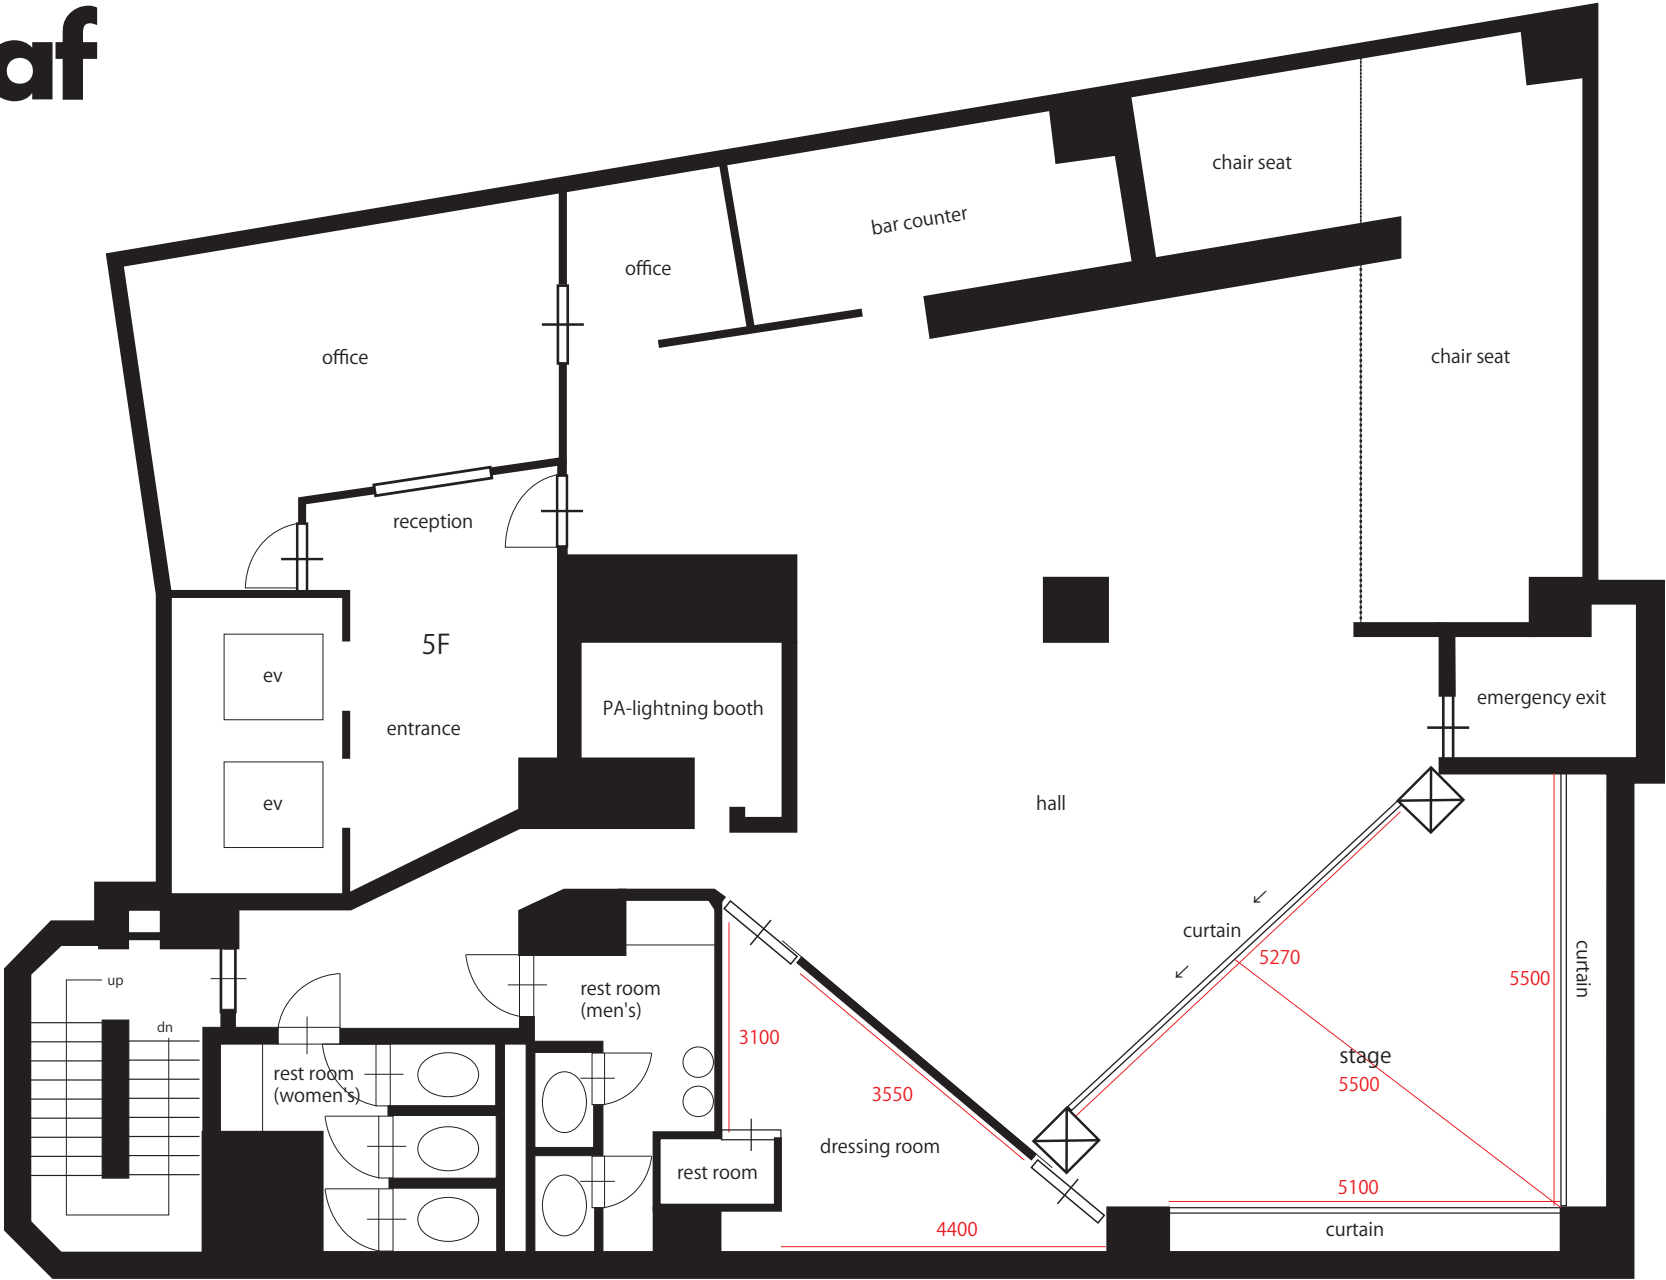 af
chair seat
bar counter
office
office
chair seat
reception
5F
ev
emergency exit
PA-lightning booth
entrance
ev
hall
curtain
5270
curtain
5500
up
dn
rest room
(men's)
3100
stage
5500
rest room
(women's)
3550
dressing room
rest room
5100
4400
curtain